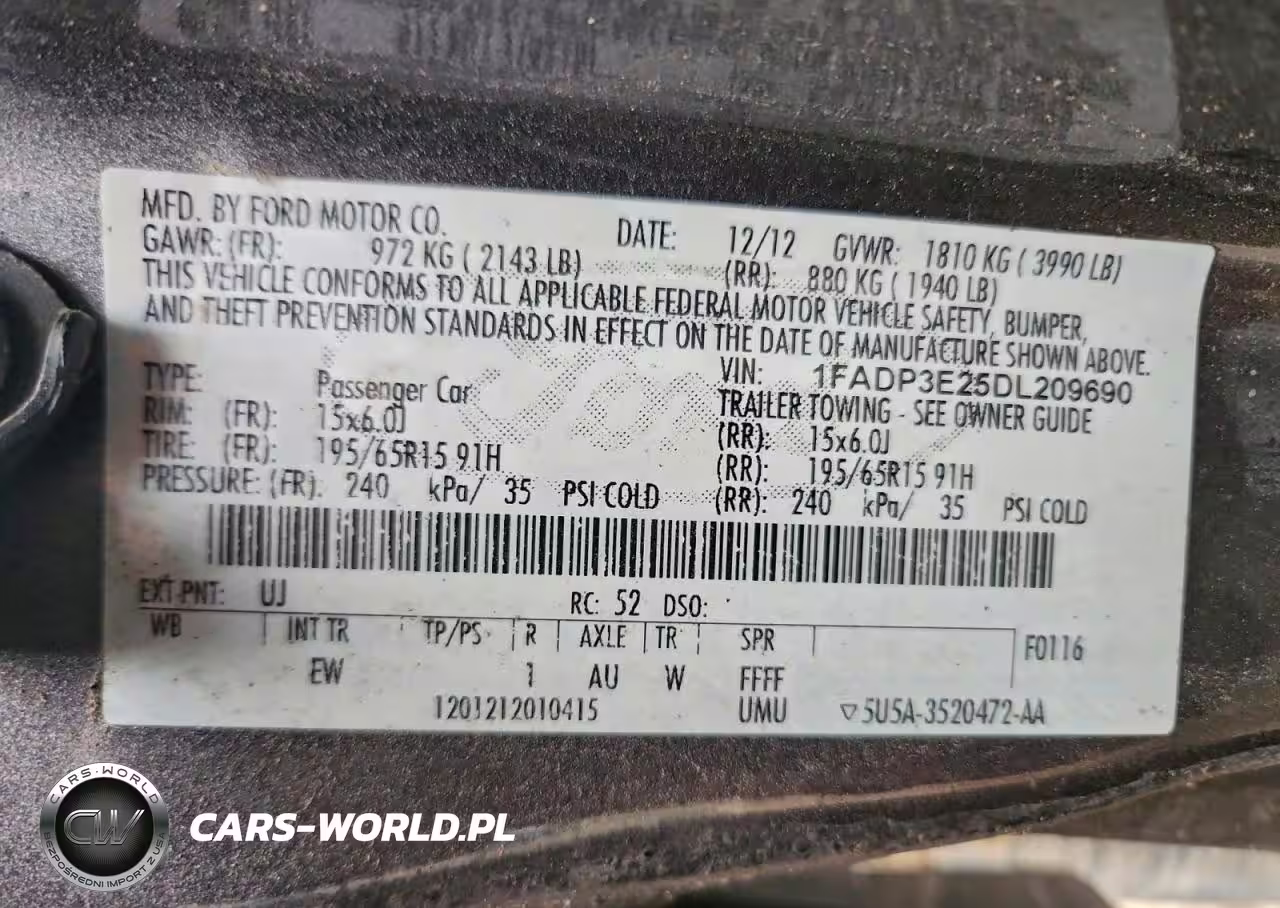 MFD. BY FORD MOTOR CO. DATE: 12/12 GVWR: 1810 KG ( 3990 LB)
GAWR: (FR): 972 KG ( 2143 LB) (RR): 880 KG ( 1940 LB)
THIS VEHICLE CONFORMS TO ALL APPLICABLE FEDERAL MOTOR VEHICLE SAFETY, BUMPER,
AND THEFT PREVENTION STANDARDS IN EFFECT ON THE DATE OF MANUFACTURE SHOWN ABOVE.
VIN: 1FADP3E25DL209690
TYPE: Passenger Car TRAILER TOWING - SEE OWNER GUIDE
RIM: (FR): 15x6.0J (RR): 15x6.0J
TIRE: (FR): 195/65R15 91H (RR): 195/65R15 91H
PRESSURE: (FR): 240 kPa/ 35 PSI COLD (RR): 240 kPa/ 35 PSI COLD
EXT PNT: UJ RC: 52 DSO:
WB INT TR TP/PS R AXLE TR SPR F0116
EW 1 AU W FFFF
1201212010415 UMU ▽5U5A-3520472-AA
CARS-WORLD
CW
BEZPOŚREDNI IMPORT Z USA
CARS-WORLD.PL